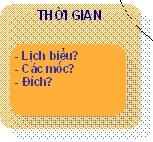 THỜI GIAN
- Lịch biểu?
- Các mốc?
- Đích?